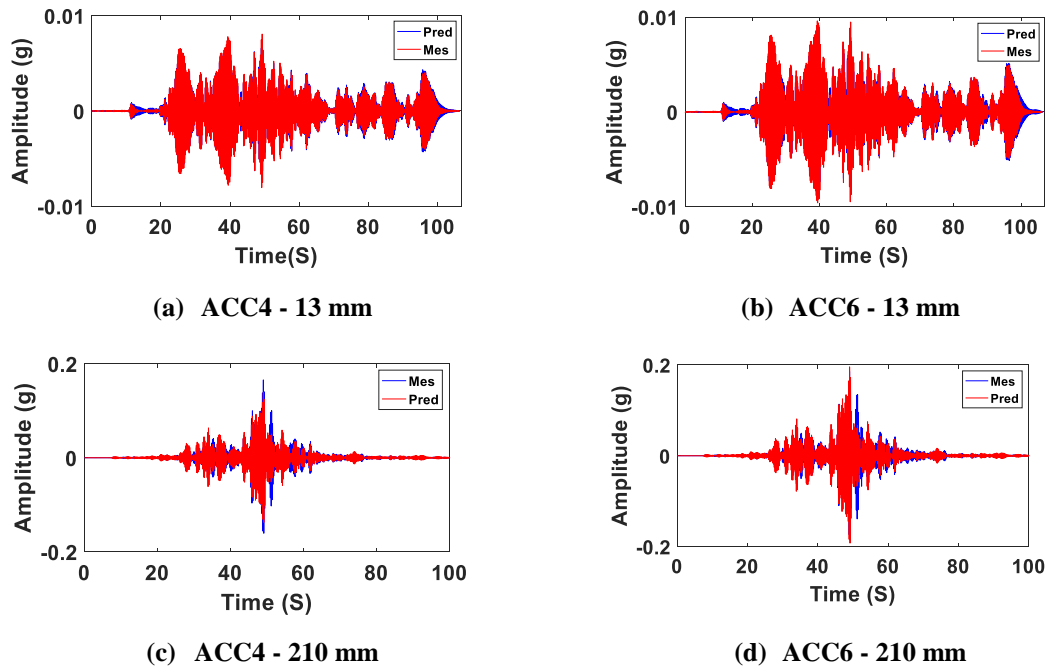 0.01
0
-0.01
Amplitude (g)
Pred
Mes
0 20 40 60 80 100
Time(S)
(a) ACC4 - 13 mm
0.01
0
-0.01
Amplitude (g)
Pred
Mes
0 20 40 60 80 100
Time (S)
(b) ACC6 - 13 mm
0.2
0
-0.2
Amplitude (g)
Mes
Pred
0 20 40 60 80 100
Time (S)
(c) ACC4 - 210 mm
0.2
0
-0.2
Amplitude (g)
Mes
Pred
0 20 40 60 80 100
Time (S)
(d) ACC6 - 210 mm